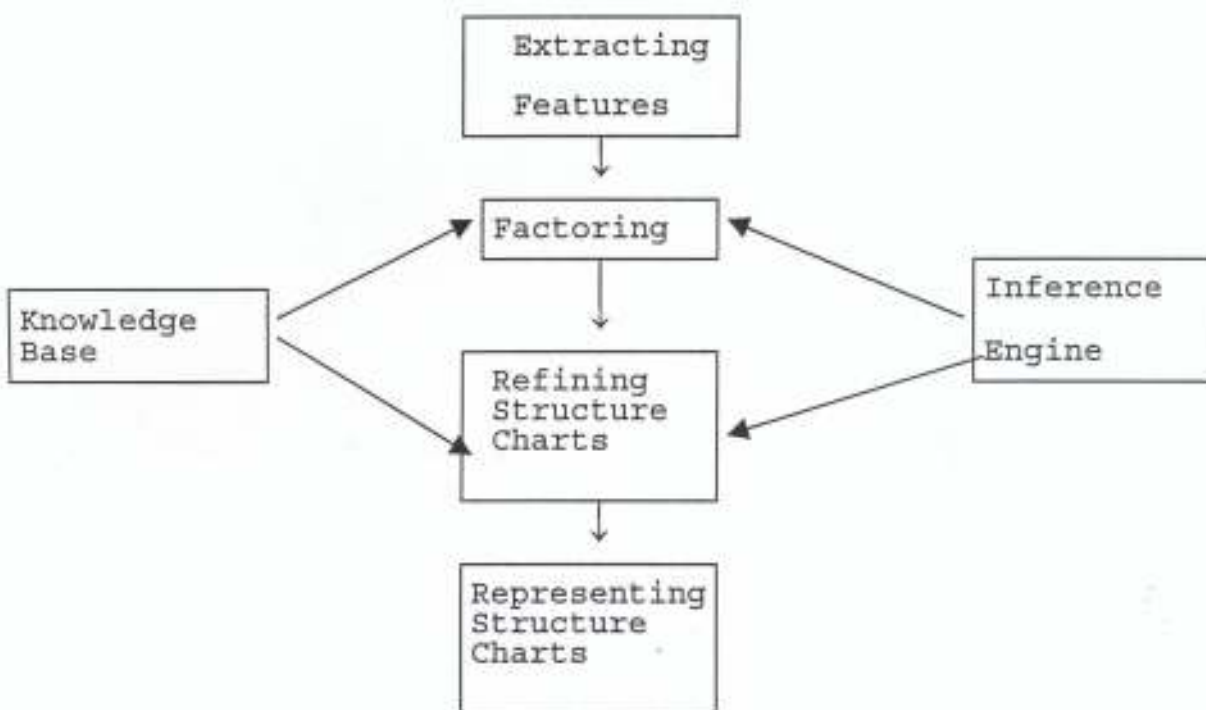 Extracting
Features
Factoring
Knowledge
Base
Inference
Engine
Refining
Structure
Charts
Representing
Structure
Charts